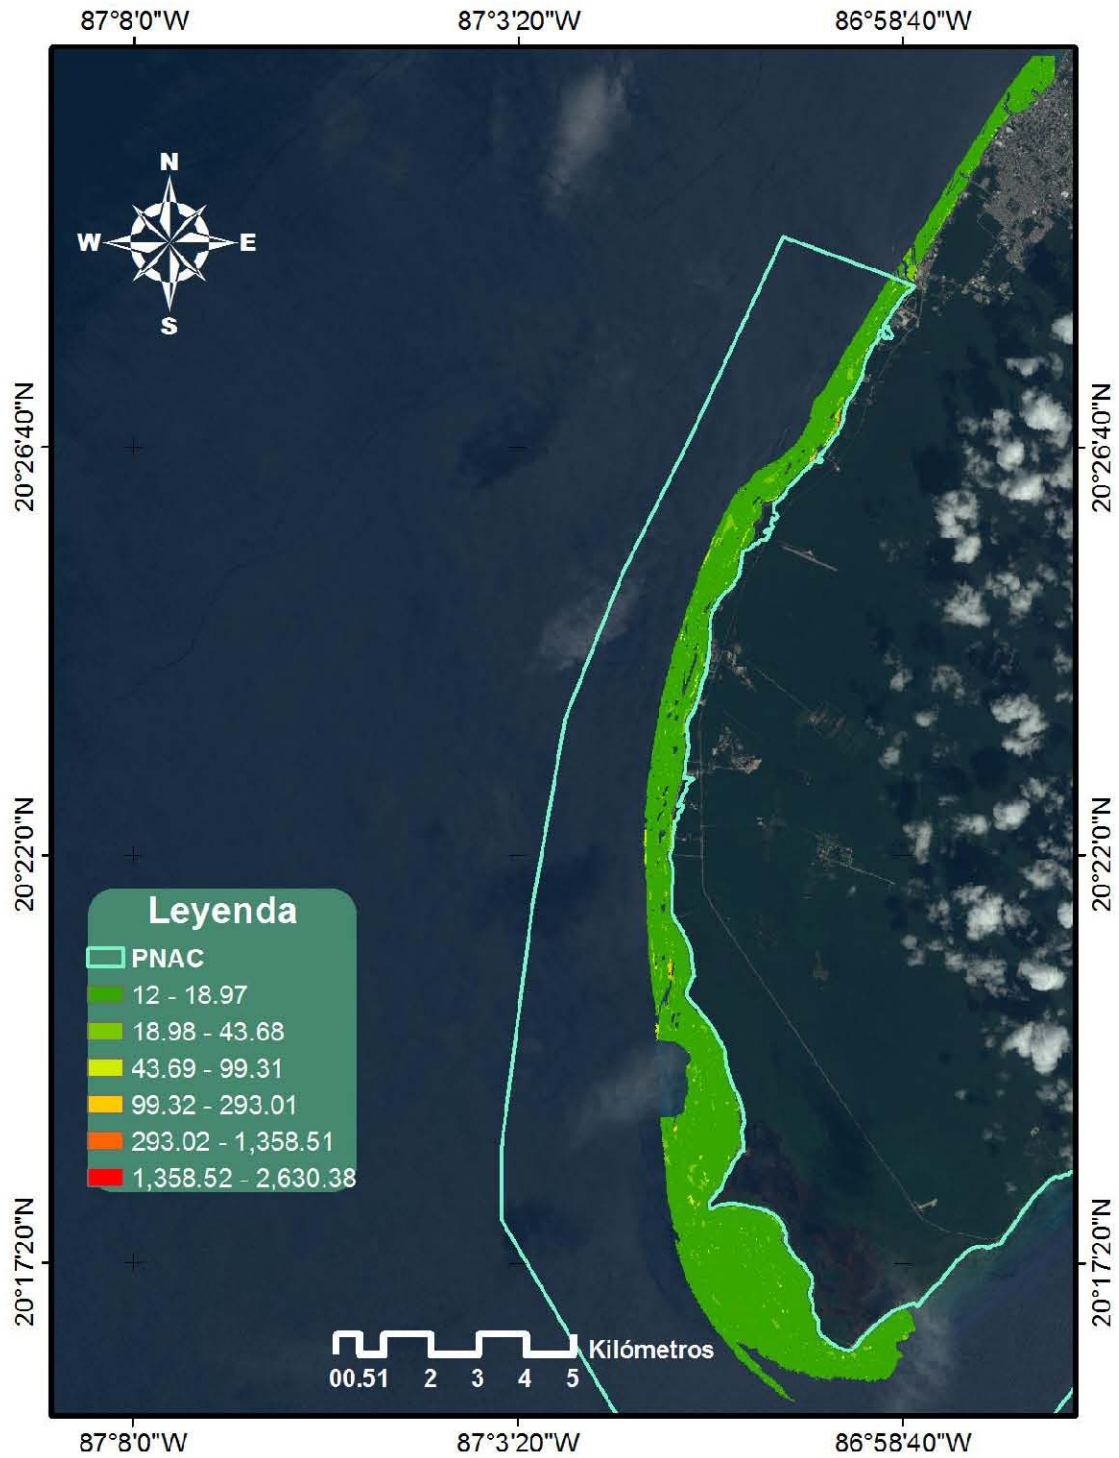 87°8'0"W 87°3'20"W 86°58'40"W
N
W E
S
20°26'40"N 20°26'40"N
20°22'0"N 20°22'0"N
Leyenda
PNAC
12 - 18.97
18.98 - 43.68
43.69 - 99.31
99.32 - 293.01
293.02 - 1,358.51
1,358.52 - 2,630.38
20°17'20"N 20°17'20"N
Kilómetros
00.51 2 3 4 5
87°8'0"W 87°3'20"W 86°58'40"W